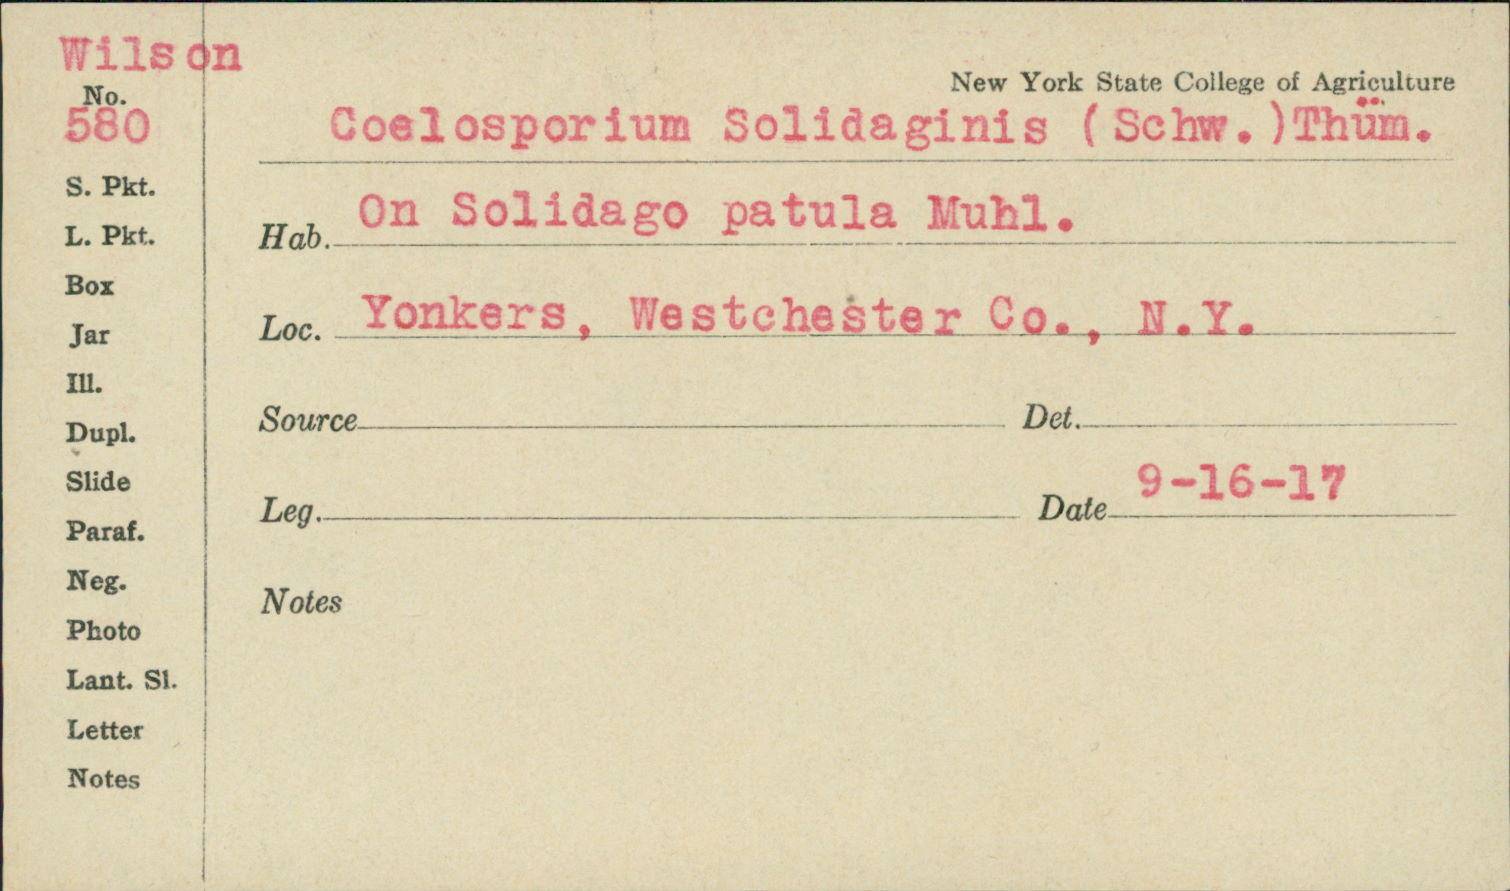 Wilson
New York State College of Agriculture
No.
580
Coelosporium Solidaginis (Schw.)Thüm.
S. Pkt.
Hab. On Solidago patula Muhl.
L. Pkt.
Box
Loc. Yonkers, Westchester Co., N.Y.
Jar
Ill.
Source Det.
Dupl.
Slide
Leg. Date 9-16-17
Paraf.
Neg.
Notes
Photo
Lant. Sl.
Letter
Notes